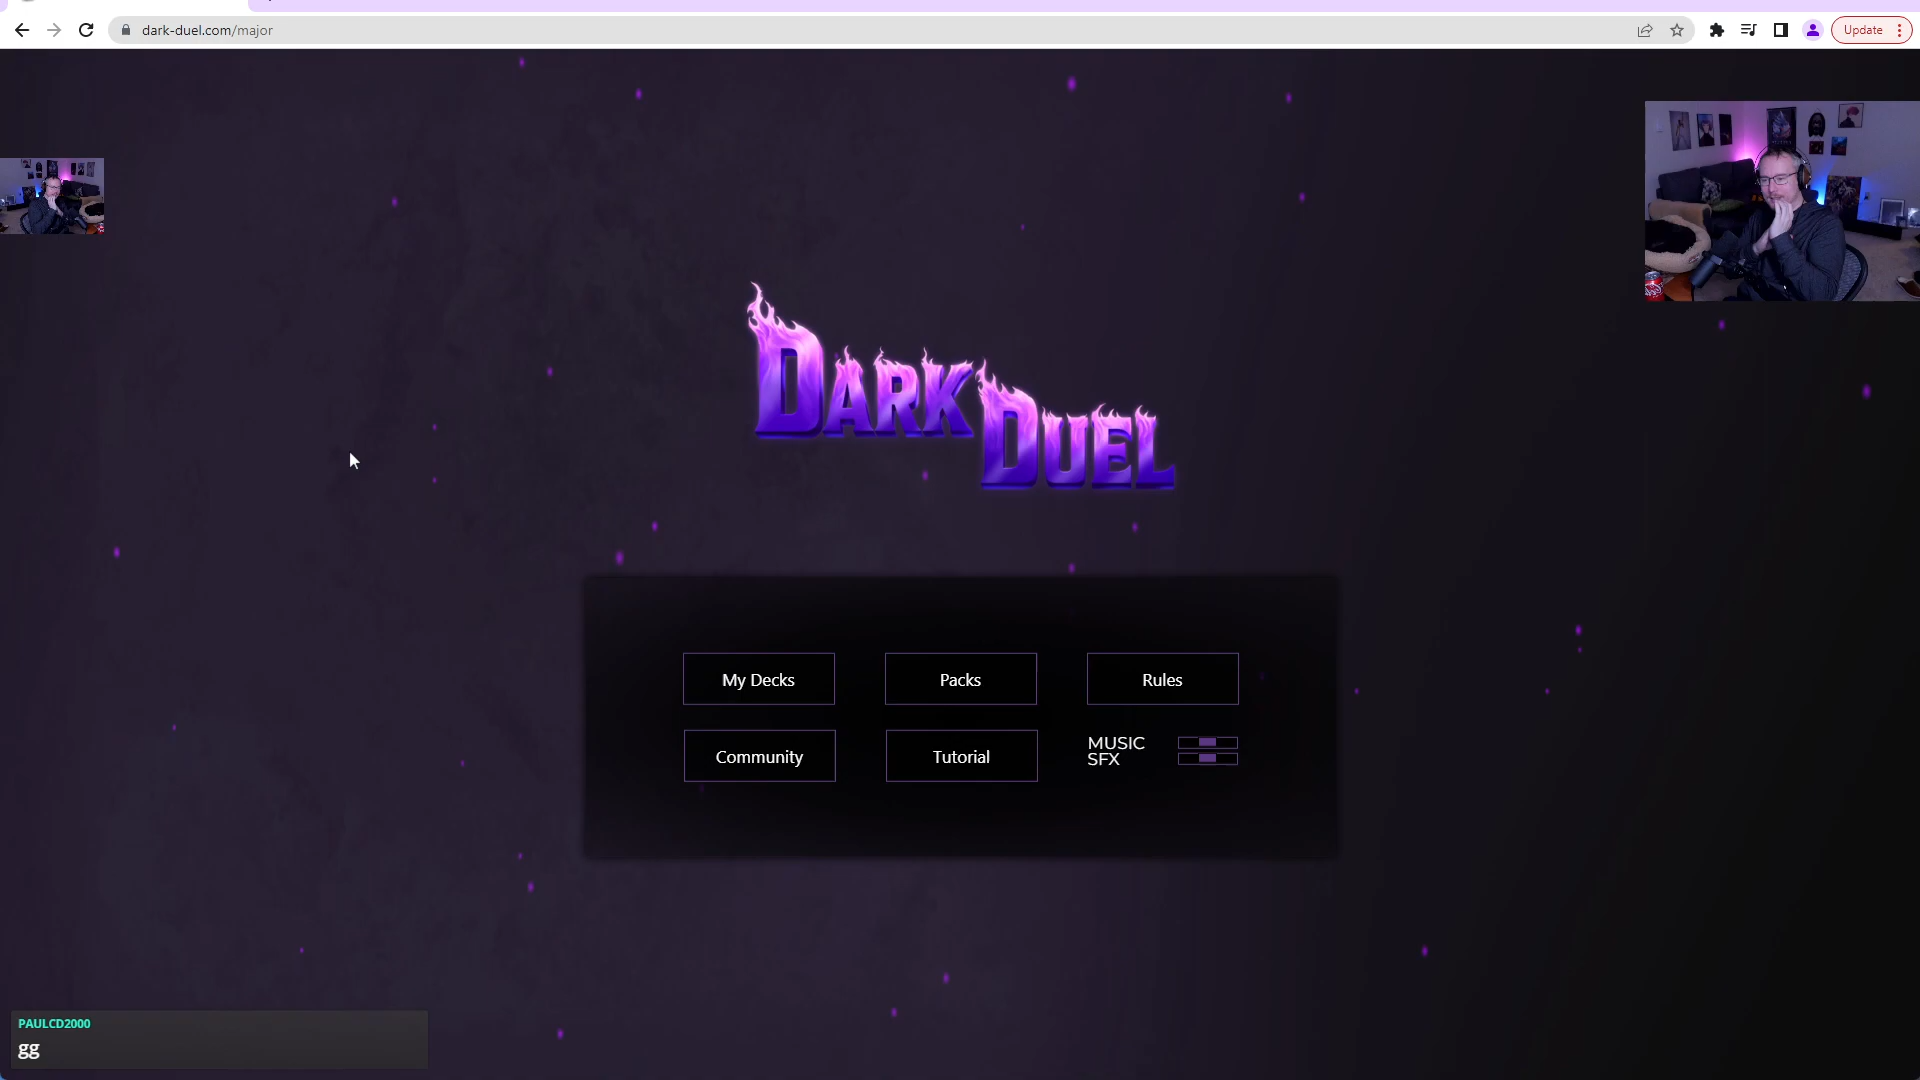 dark-duel.com/major
Update
DARK DUEL
My Decks
Packs
Rules
Community
Tutorial
MUSIC
SFX
PAULCD2000
gg